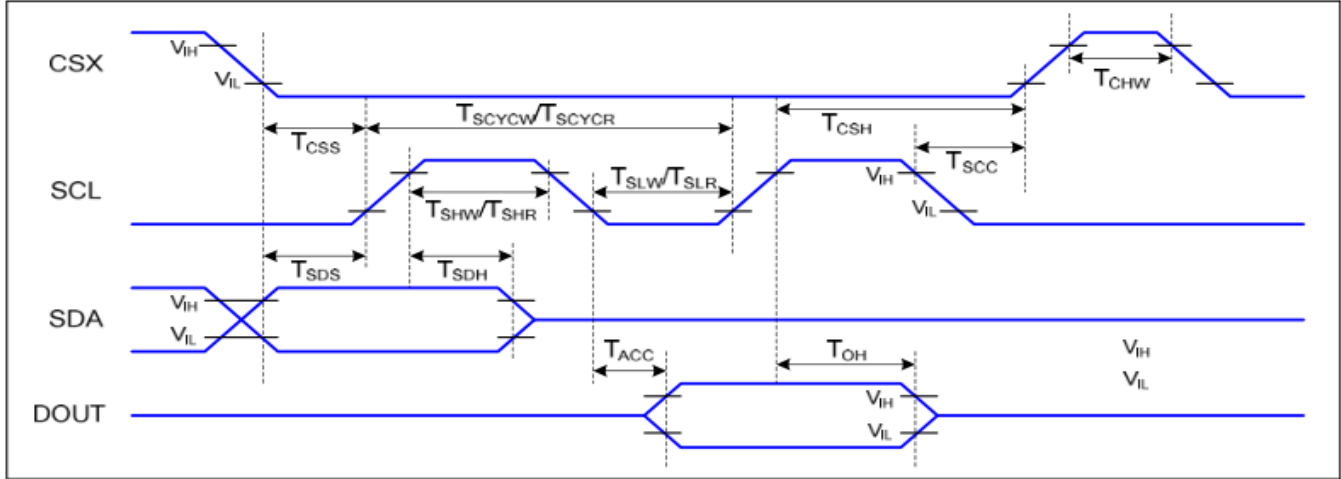 CSX
VIH
VIL
TCHW
TSCYCW/TSCYCR
TCSH
TCSS
TSCC
SCL
TSLW/TSLR
VIH
TSHW/TSHR
VIL
TSDS
TSDH
SDA
VIH
VIL
TACC
TOH
VIH
VIL
DOUT
VIH
VIL